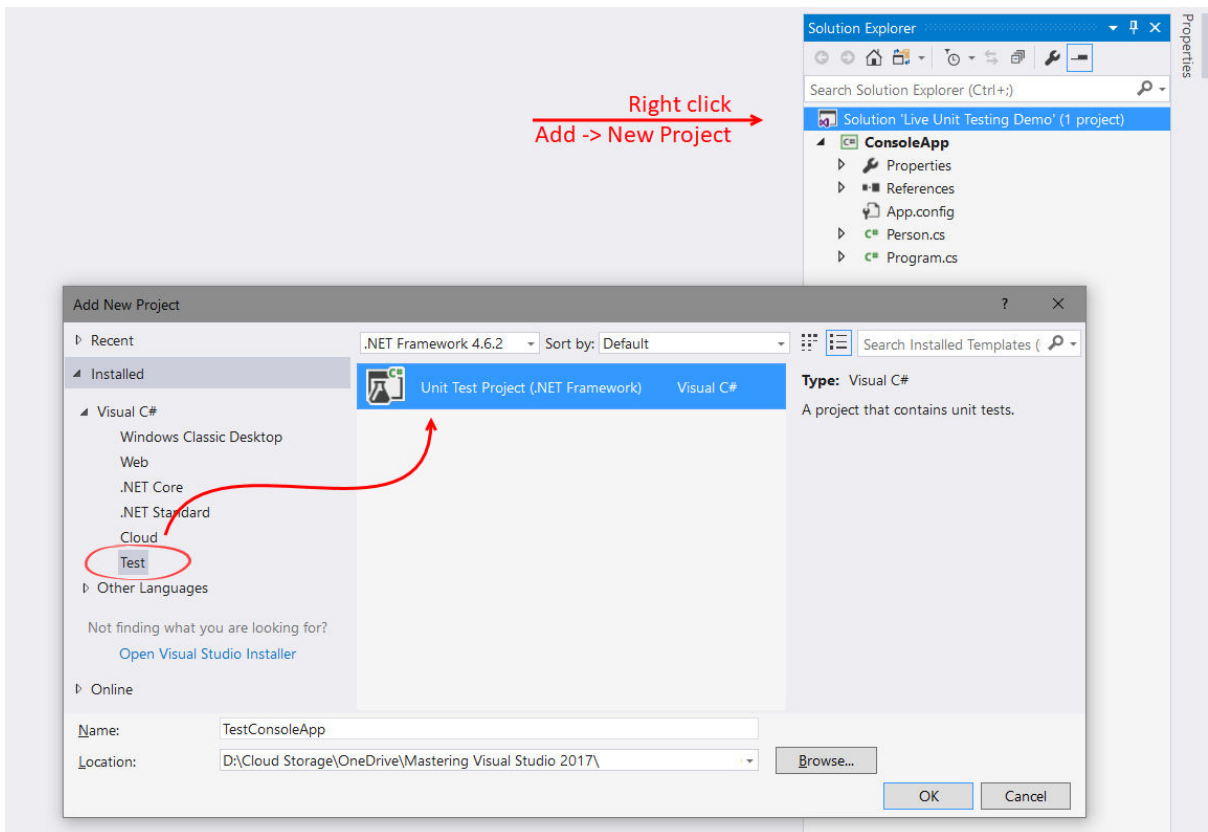 Solution Explorer
Properties
Search Solution Explorer (Ctrl+;)
Right click
Add -> New Project
Solution 'Live Unit Testing Demo' (1 project)
C# ConsoleApp
Properties
References
App.config
C# Person.cs
C# Program.cs
Add New Project ?
Recent
.NET Framework 4.6.2 Sort by: Default
Search Installed Templates (
Installed
C#
Unit Test Project (.NET Framework) Visual C#
Type: Visual C#
A project that contains unit tests.
Visual C#
Windows Classic Desktop
Web
.NET Core
.NET Standard
Cloud
Test
Other Languages
Not finding what you are looking for?
Open Visual Studio Installer
Online
Name: TestConsoleApp
Location: D:\Cloud Storage\OneDrive\Mastering Visual Studio 2017\ Browse...
OK Cancel